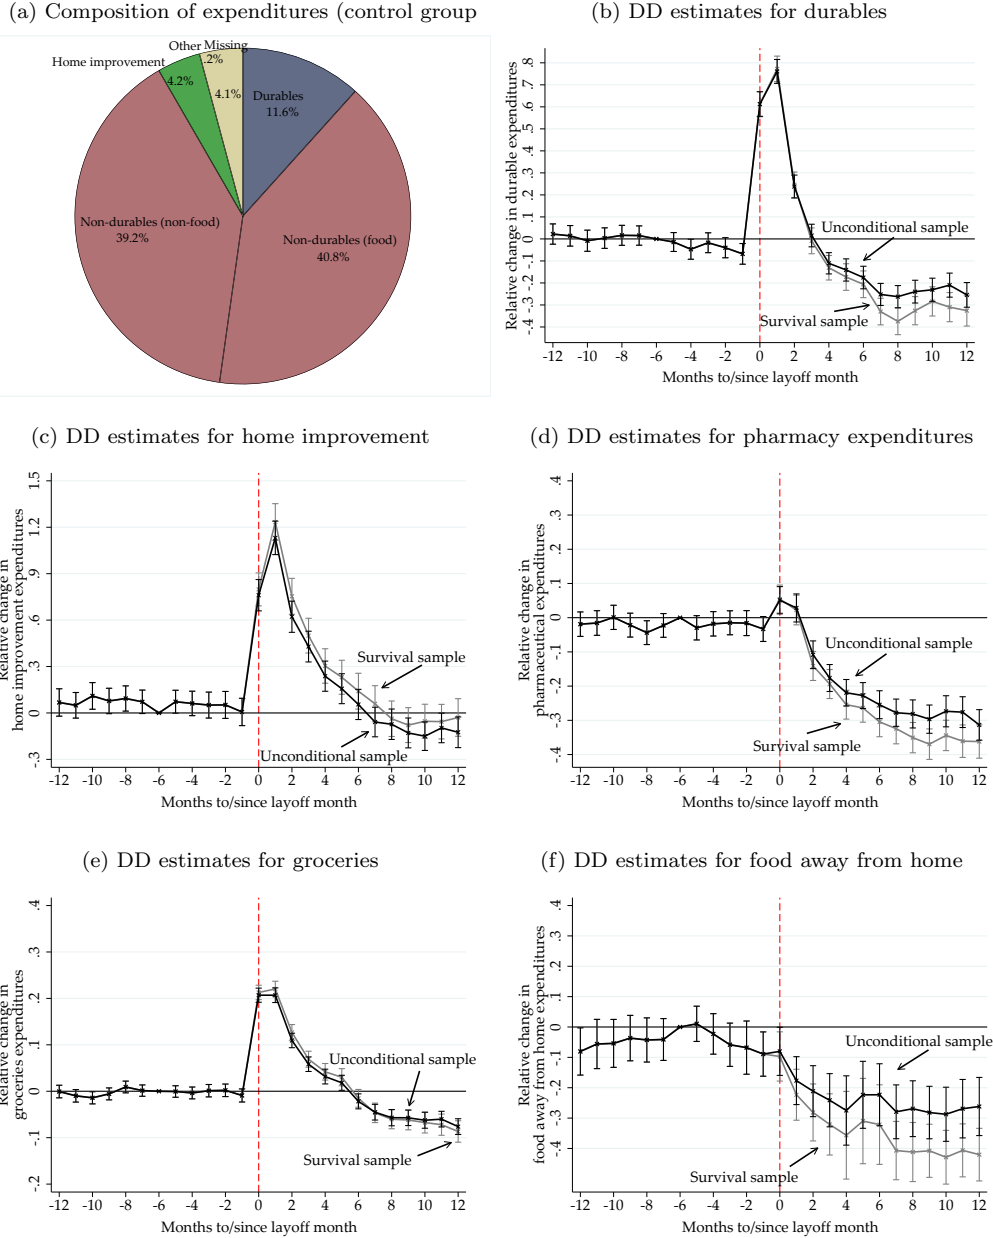 (a) Composition of expenditures (control group
Other Missing
.2%
Home improvement
4.2%
4.1%
Durables
11.6%
Non-durables (non-food)
39.2%
Non-durables (food)
40.8%
(b) DD estimates for durables
Relative change in durable expenditures
-.4 -.3 -.2 -.1 0 .1 .2 .3 .4 .5 .6 .7 .8
Unconditional sample
Survival sample
-12 -10 -8 -6 -4 -2 0 2 4 6 8 10 12
Months to/since layoff month
(c) DD estimates for home improvement
Relative change in
home improvement expenditures
-.3 0 .3 .6 .9 1.2 1.5
Survival sample
Unconditional sample
-12 -10 -8 -6 -4 -2 0 2 4 6 8 10 12
Months to/since layoff month
(d) DD estimates for pharmacy expenditures
Relative change in
pharmaceutical expenditures
-.4 -.3 -.2 -.1 0 .1 .2 .3 .4
Unconditional sample
Survival sample
-12 -10 -8 -6 -4 -2 0 2 4 6 8 10 12
Months to/since layoff month
(e) DD estimates for groceries
Relative change in
groceries expenditures
-.2 -.1 0 .1 .2 .3 .4
Unconditional sample
Survival sample
-12 -10 -8 -6 -4 -2 0 2 4 6 8 10 12
Months to/since layoff month
(f) DD estimates for food away from home
Relative change in
food away from home expenditures
-.4 -.3 -.2 -.1 0 .1 .2 .3 .4
Unconditional sample
Survival sample
-12 -10 -8 -6 -4 -2 0 2 4 6 8 10 12
Months to/since layoff month